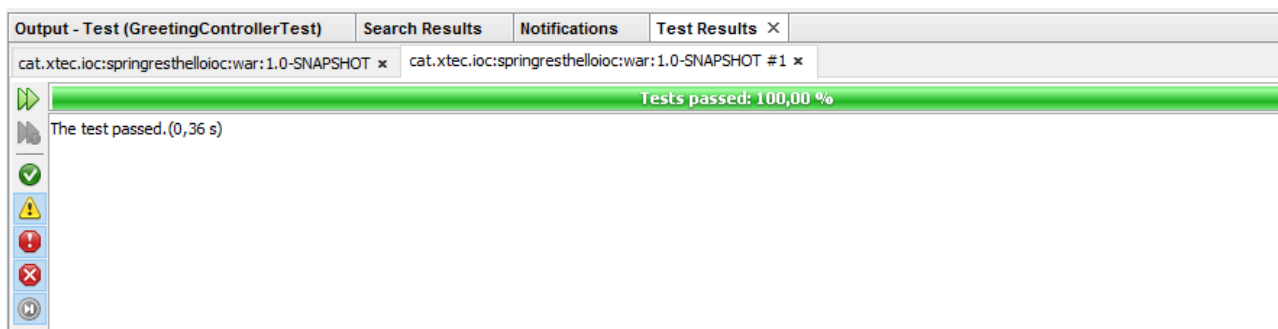 Output - Test (GreetingControllerTest) Search Results Notifications Test Results ×
cat.xtec.ioc:springresthelloioc:war:1.0-SNAPSHOT × cat.xtec.ioc:springresthelloioc:war:1.0-SNAPSHOT #1 ×
Tests passed: 100,00 %
The test passed.(0,36 s)